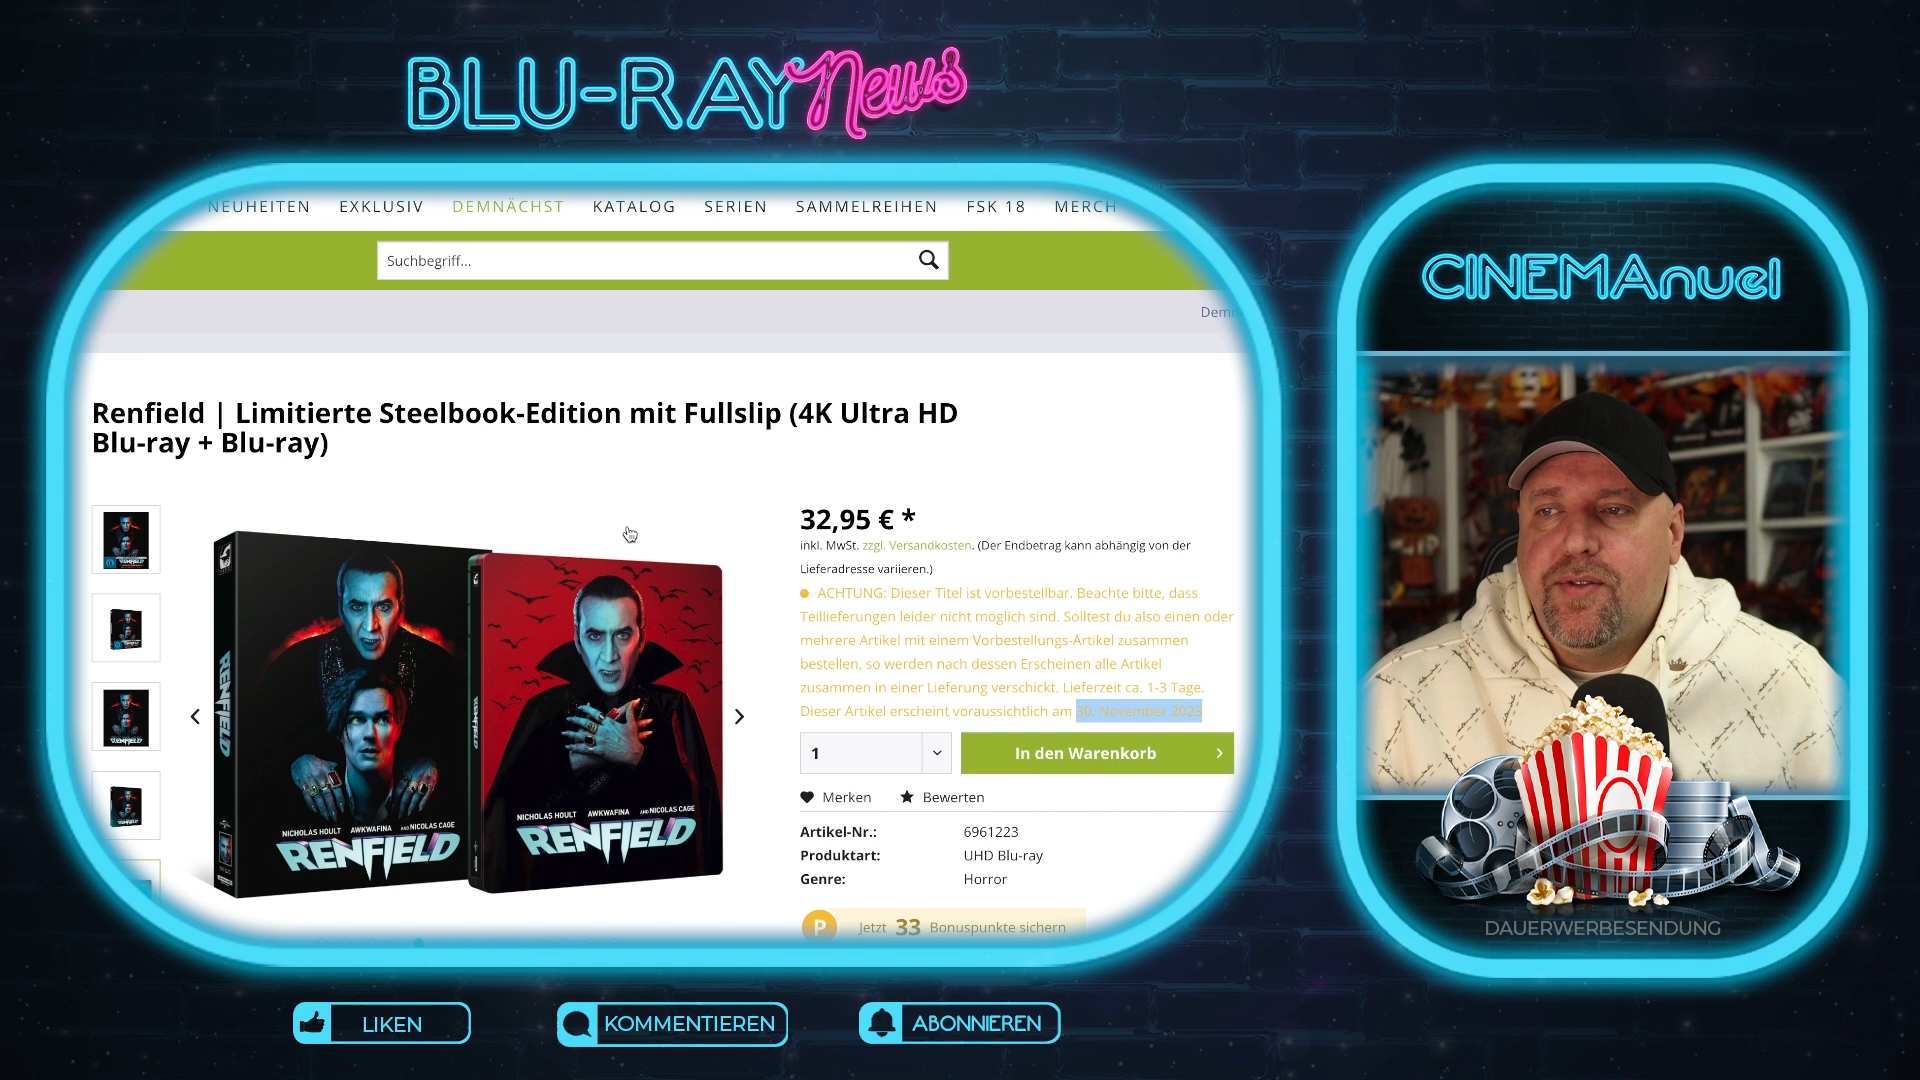 BLU-RAY News
NEUHEITEN EXKLUSIV DEMNÄCHST KATALOG SERIEN SAMMELREIHEN FSK 18 MERCH
Suchbegriff...
Renfield | Limitierte Steelbook-Edition mit Fullslip (4K Ultra HD
Blu-ray + Blu-ray)
32,95 € *
inkl. MwSt. zzgl. Versandkosten. (Der Endbetrag kann abhängig von der
Lieferadresse variieren.)
ACHTUNG: Dieser Titel ist vorbestellbar. Beachte bitte, dass
Teillieferungen leider nicht möglich sind. Solltest du also einen oder
mehrere Artikel mit einem Vorbestellungs-Artikel zusammen
bestellen, so werden nach dessen Erscheinen alle Artikel
zusammen in einer Lieferung verschickt. Lieferzeit ca. 1-3 Tage.
Dieser Artikel erscheint voraussichtlich am 30. November 2023
1
In den Warenkorb
Merken Bewerten
Artikel-Nr.: 6961223
Produktart: UHD Blu-ray
Genre: Horror
P Jetzt 33 Bonuspunkte sichern
RENFIELD
NICHOLAS HOULT AWKWAFINA AND NICOLAS CAGE
RENFIELD
RENFIELD
NICHOLAS HOULT AWKWAFINA AND NICOLAS CAGE
RENFIELD
CINEMAnuel
DAUERWERBESENDUNG
LIKEN
KOMMENTIEREN
ABONNIEREN